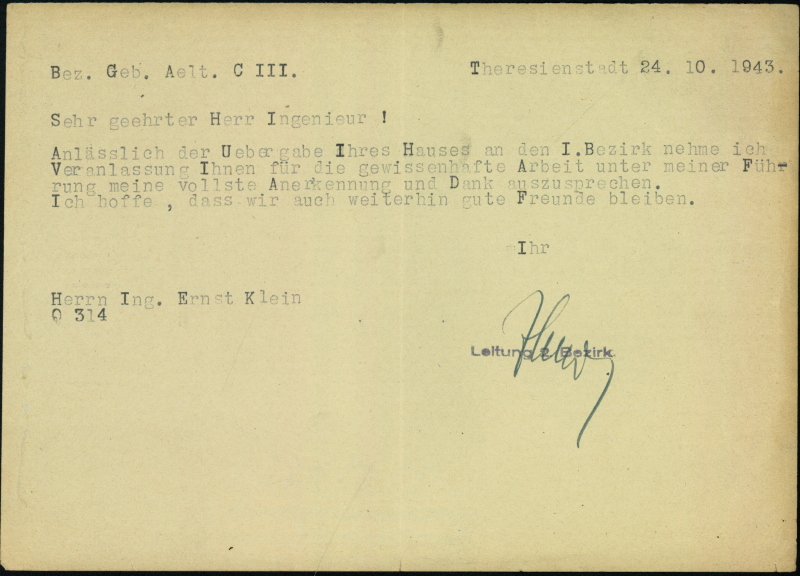 Bez. Geb. Aelt. C III.
Theresienstadt 24. 10. 1943.
Sehr geehrter Herr Ingenieur !
Anlässlich der Uebergabe Ihres Hauses an den I.Bezirk nehme ich
Veranlassung Ihnen für die gewissenhafte Arbeit unter meiner Füh-
rung meine vollste Anerkennung und Dank auszusprechen.
Ich hoffe , dass wir auch weiterhin gute Freunde bleiben.
Ihr
Herrn Ing. Ernst Klein
Q 314
Leitung 2. Bezirk.